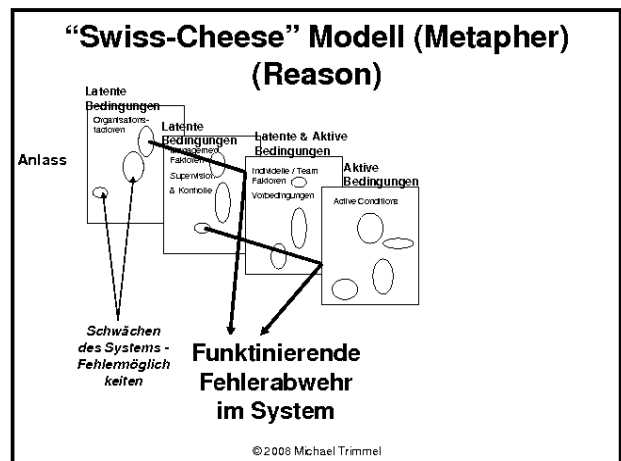 “Swiss-Cheese” Modell (Metapher)
(Reason)
Latente
Bedingungen
Organisations-
factoren
Anlass
Latente
Bedingungen
Faktoren
Supervision
& Kontrolle
Latente & Aktive
Bedingungen
Individelle / Team
Faktoren
Vorbedingungen
Aktive
Bedingungen
Active Conditions
Schwächen
des Systems -
Fehlermöglich
keiten
Funktinierende
Fehlerabwehr
im System
©2008 Michael Trimmel